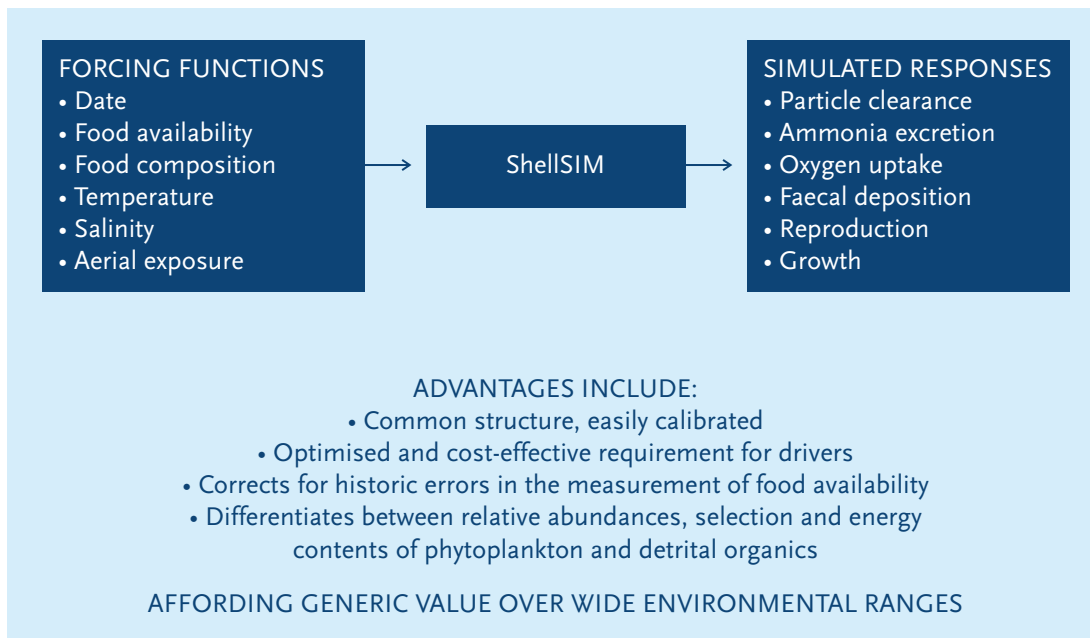 FORCING FUNCTIONS
• Date
• Food availability
• Food composition
• Temperature
• Salinity
• Aerial exposure
ShellSIM
SIMULATED RESPONSES
• Particle clearance
• Ammonia excretion
• Oxygen uptake
• Faecal deposition
• Reproduction
• Growth
ADVANTAGES INCLUDE:
• Common structure, easily calibrated
• Optimised and cost-effective requirement for drivers
• Corrects for historic errors in the measurement of food availability
• Differentiates between relative abundances, selection and energy
contents of phytoplankton and detrital organics
AFFORDING GENERIC VALUE OVER WIDE ENVIRONMENTAL RANGES